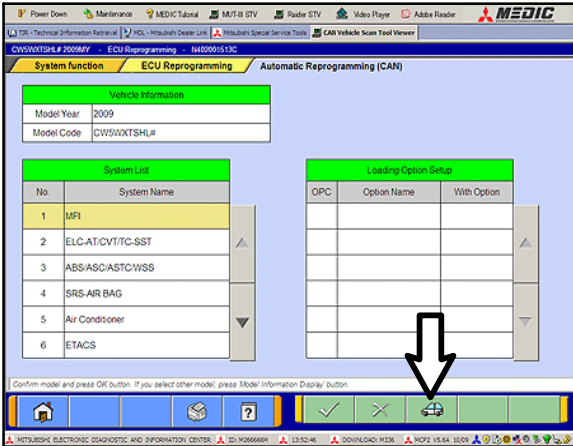 Power Down Maintenance MEDIC Tutorial MUT-III STV Raider STV Video Player Adobe Reader MEDIC
TIR - Technical Information Retrieval MDL - Mitsubishi Dealer Link Mitsubishi Special Service Tools CAN Vehicle Scan Tool Viewer
CW5WXTSHL# 2009MY - ECU Reprogramming - N402001513C
System function ECU Reprogramming Automatic Reprogramming (CAN)
Vehicle Information
Model Year 2009
Model Code CW5WXTSHL#
System List
No. System Name
1 MFI
2 ELC-AT/CVT/TC-SST
3 ABS/ASC/ASTC/WSS
4 SRS-AIR BAG
5 Air Conditioner
6 ETACS
Loading Option Setup
OPC Option Name With Option
Confirm model and press OK button. If you select other model, press 'Model Information Display' button.
MITSUBISHI ELECTRONIC DIAGNOSTIC AND INFORMATION CENTER ID: M266666M 13:52:46 DOWNLOAD: M336 MCP2 V5.6A 10/09